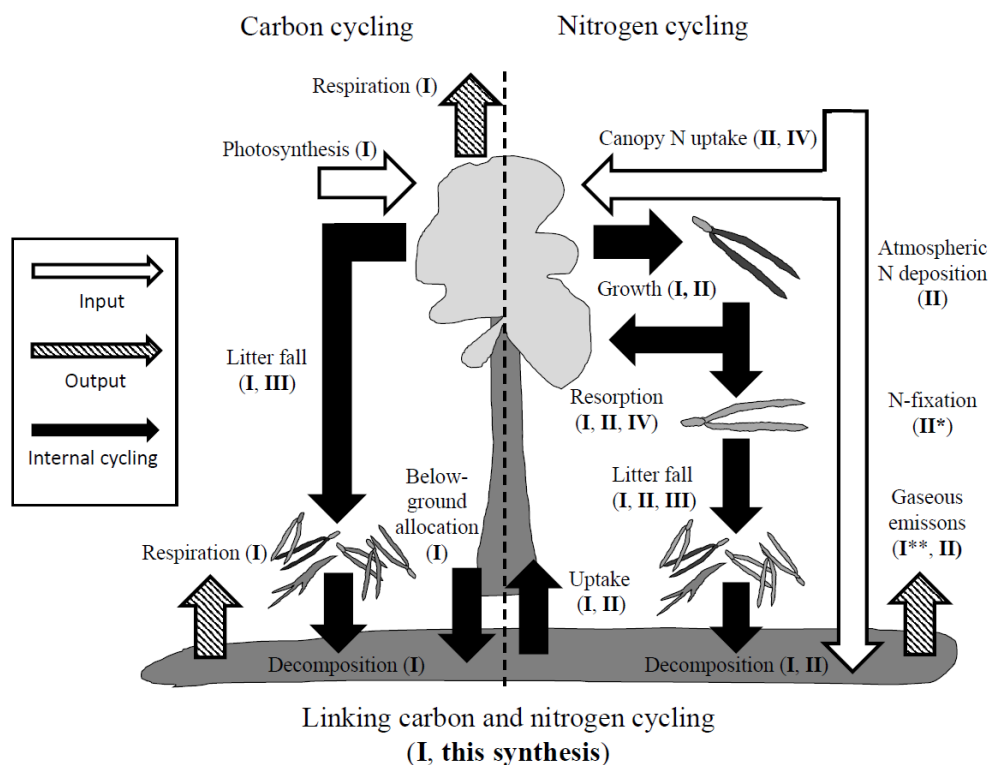 Carbon cycling
Nitrogen cycling
Respiration (I)
Photosynthesis (I)
Canopy N uptake (II, IV)
Input
Output
Internal cycling
Litter fall
(I, III)
Growth (I, II)
Atmospheric
N deposition
(II)
Resorption
(I, II, IV)
N-fixation
(II*)
Litter fall
(I, II, III)
Below-
ground
allocation
(I)
Gaseous
emissons
(I**, II)
Respiration (I)
Uptake
(I, II)
Decomposition (I)
Decomposition (I, II)
Linking carbon and nitrogen cycling
(I, this synthesis)